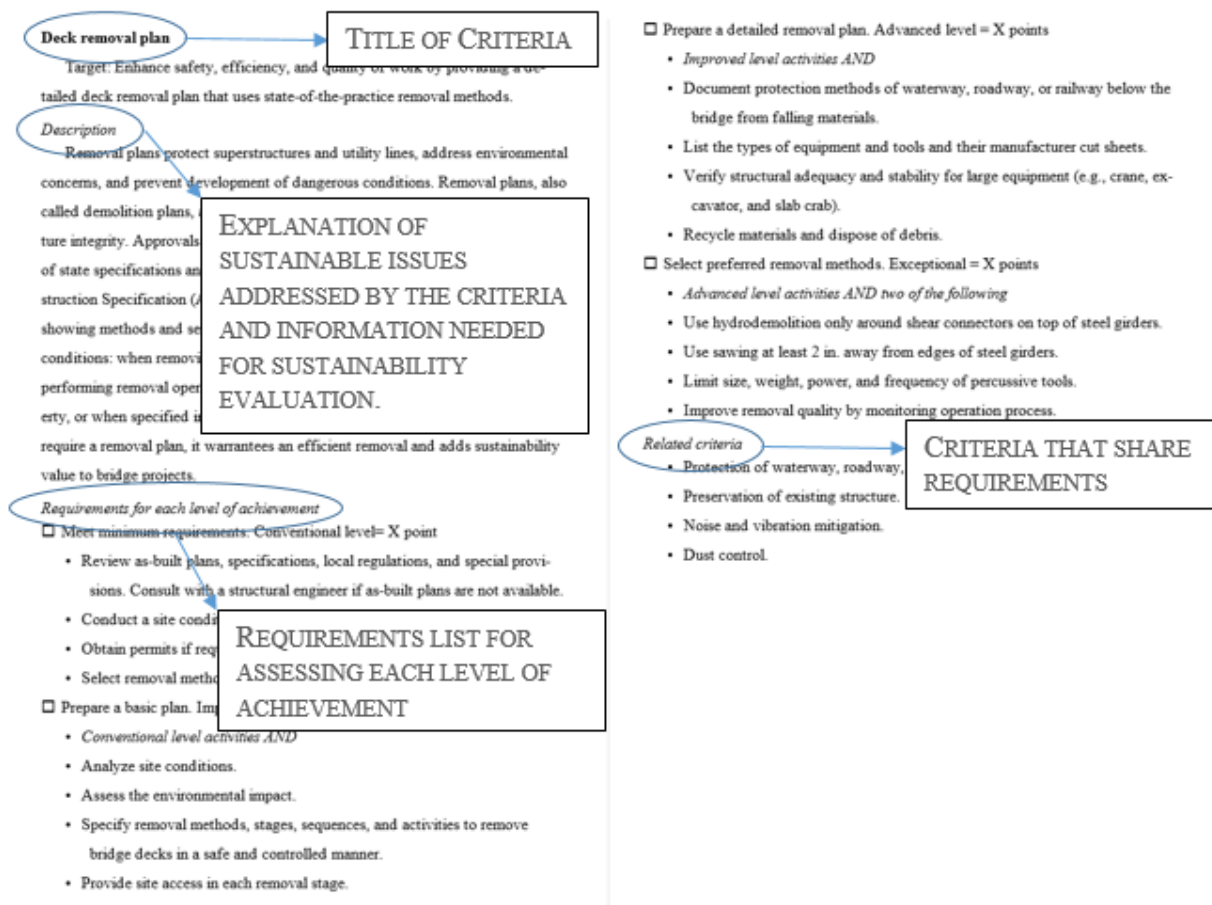 Deck removal plan
TITLE OF CRITERIA
Target: Enhance safety, efficiency, and quality of work by providing a de-
tailed deck removal plan that uses state-of-the-practice removal methods.
Description
Removal plans protect superstructures and utility lines, address environmental
concerns, and prevent development of dangerous conditions. Removal plans, also
called demolition plans,
ture integrity. Approvals
of state specifications an
struction Specification (
showing methods and se
conditions: when removi
performing removal oper
erty, or when specified i
require a removal plan, it warrantees an efficient removal and adds sustainability
value to bridge projects.
EXPLANATION OF
SUSTAINABLE ISSUES
ADDRESSED BY THE CRITERIA
AND INFORMATION NEEDED
FOR SUSTAINABILITY
EVALUATION.
Requirements for each level of achievement
Meet minimum requirements. Conventional level= X point
• Review as-built plans, specifications, local regulations, and special provi-
sions. Consult with a structural engineer if as-built plans are not available.
• Conduct a site condi
• Obtain permits if req
• Select removal metho
REQUIREMENTS LIST FOR
ASSESSING EACH LEVEL OF
ACHIEVEMENT
Prepare a basic plan. Imp
• Conventional level activities AND
• Analyze site conditions.
• Assess the environmental impact.
• Specify removal methods, stages, sequences, and activities to remove
bridge decks in a safe and controlled manner.
• Provide site access in each removal stage.
Prepare a detailed removal plan. Advanced level = X points
• Improved level activities AND
• Document protection methods of waterway, roadway, or railway below the
bridge from falling materials.
• List the types of equipment and tools and their manufacturer cut sheets.
• Verify structural adequacy and stability for large equipment (e.g., crane, ex-
cavator, and slab crab).
• Recycle materials and dispose of debris.
Select preferred removal methods. Exceptional = X points
• Advanced level activities AND two of the following
• Use hydrodemolition only around shear connectors on top of steel girders.
• Use sawing at least 2 in. away from edges of steel girders.
• Limit size, weight, power, and frequency of percussive tools.
• Improve removal quality by monitoring operation process.
Related criteria
• Protection of waterway, roadway,
• Preservation of existing structure.
• Noise and vibration mitigation.
• Dust control.
CRITERIA THAT SHARE
REQUIREMENTS